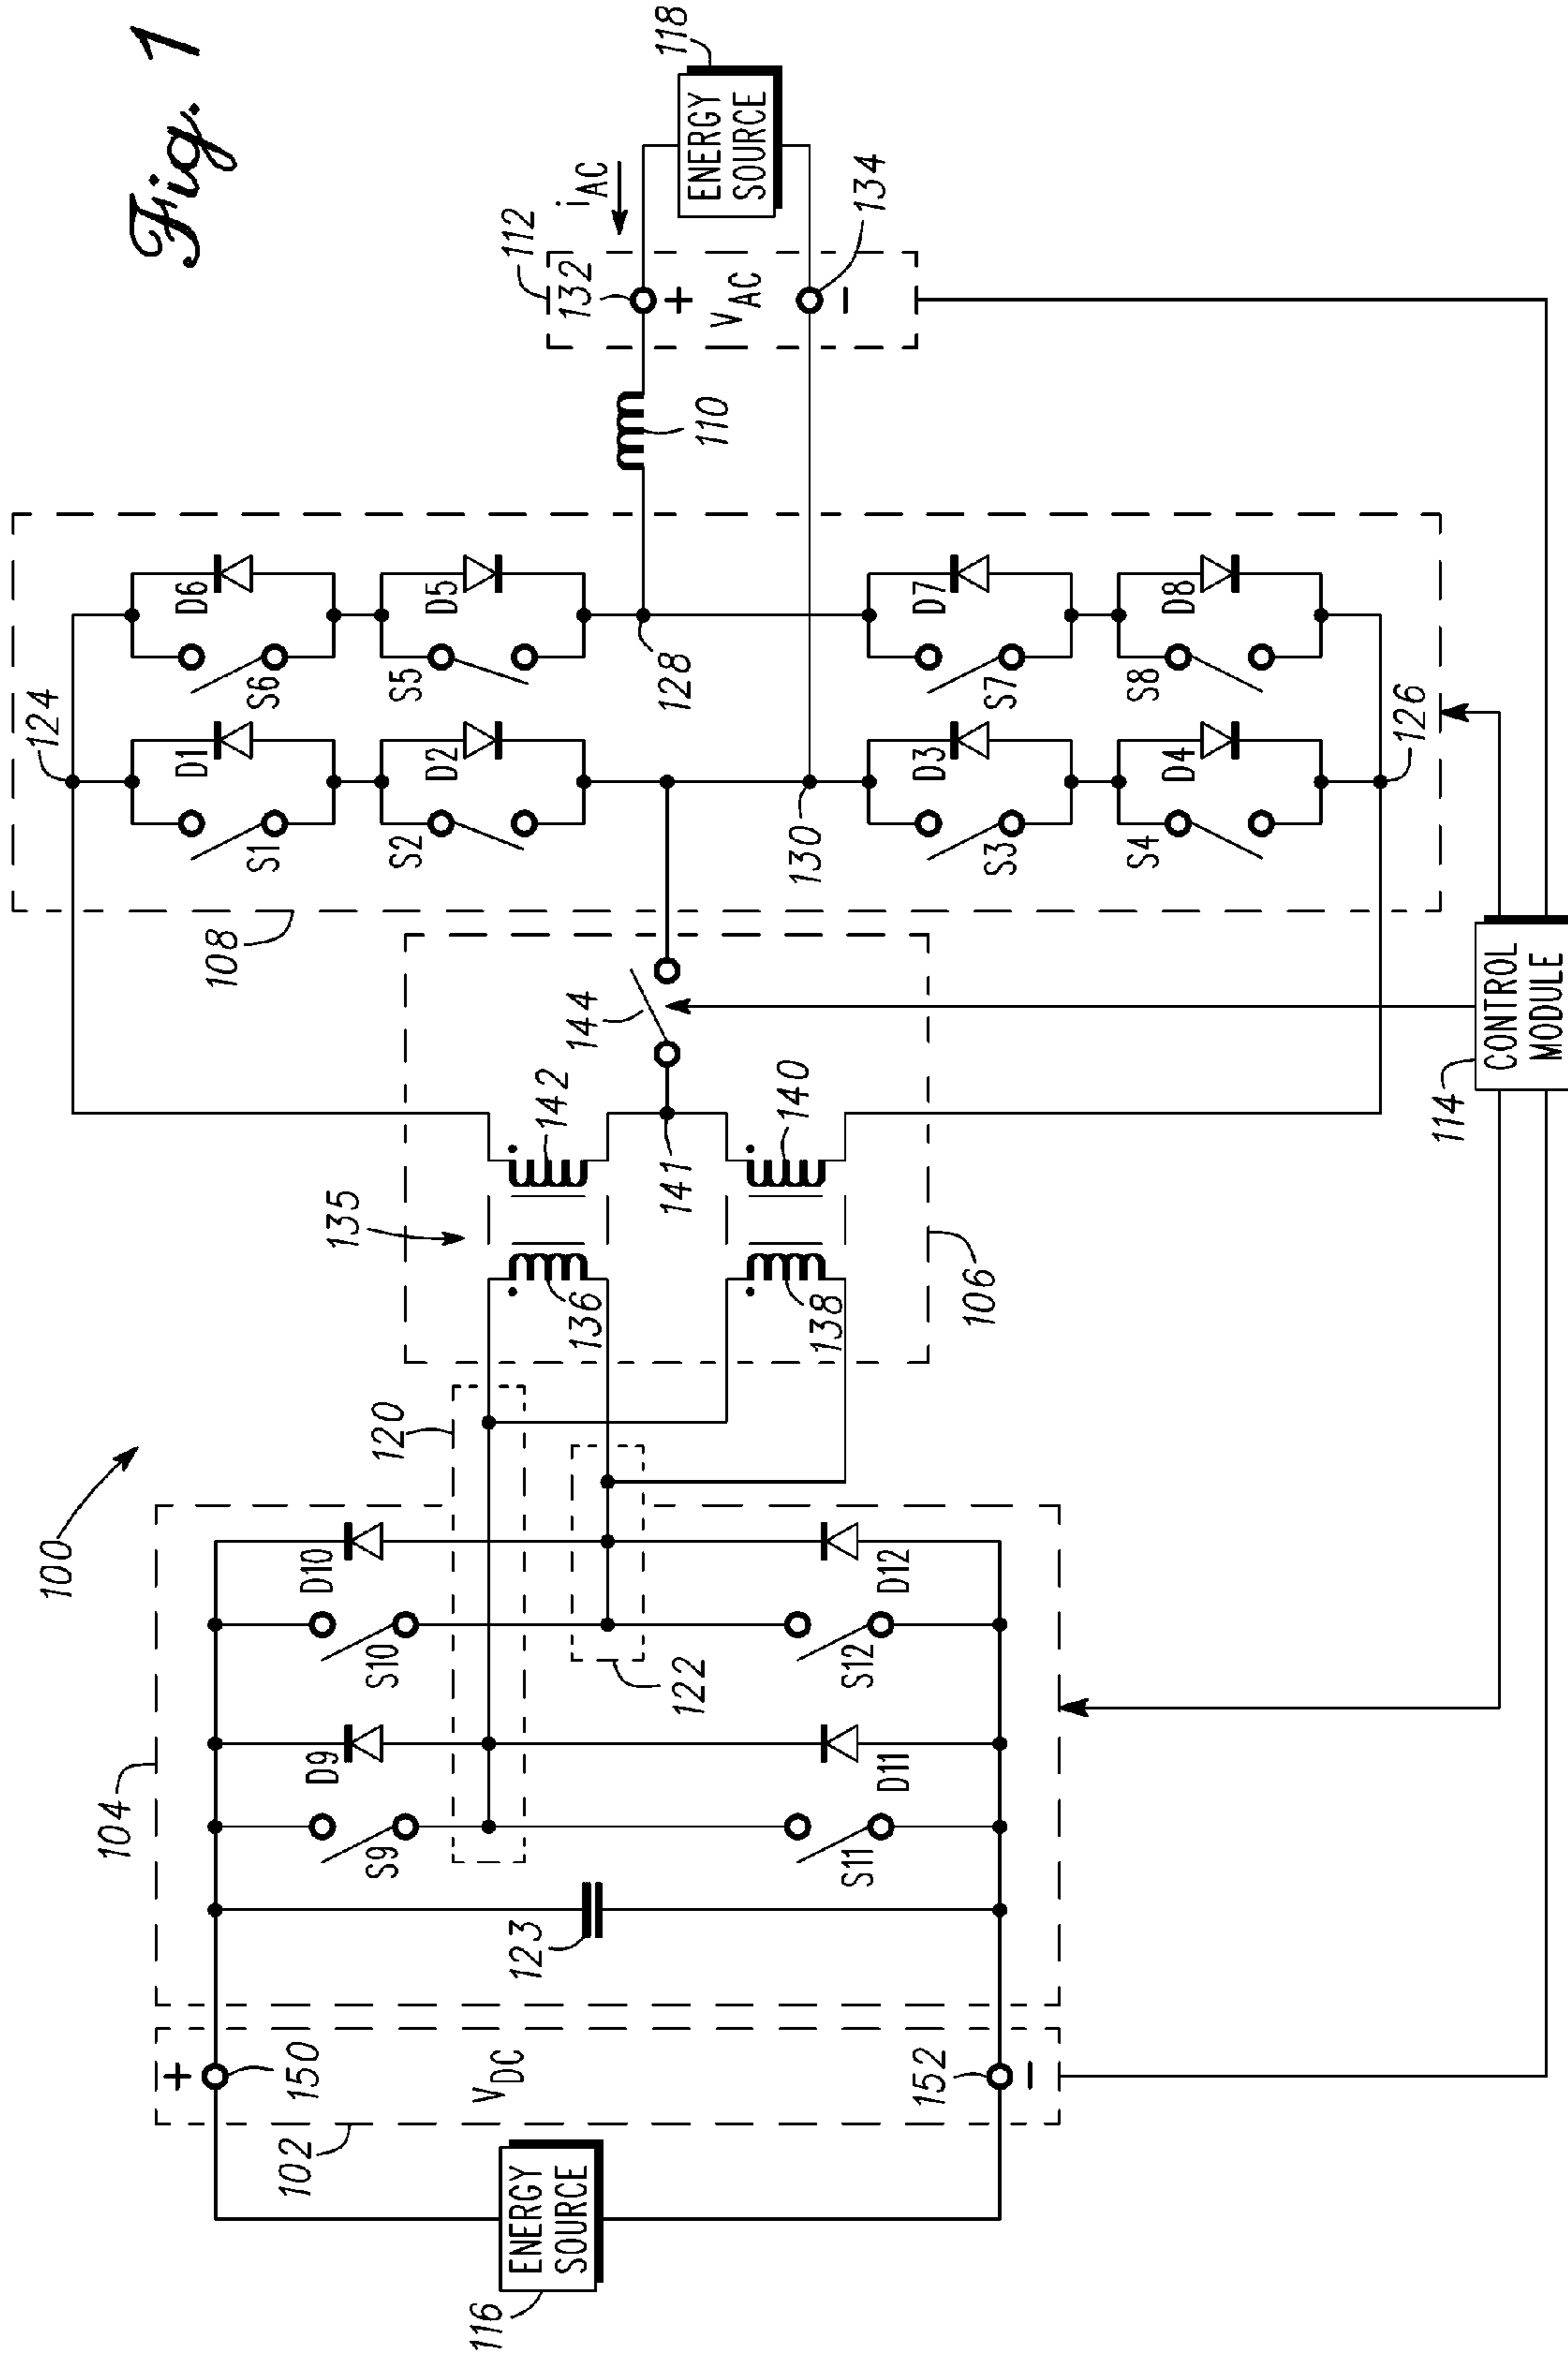 Fig. 1
100
104
102
116
ENERGY
SOURCE
+
150
VDC
152
−
123
S9
D9
S10
D10
S11
D11
S12
D12
120
122
106
135
136
138
142
140
141
144
108
124
S1
D1
S6
D6
S2
D2
S5
D5
128
130
S3
D3
S7
D7
S4
D4
S8
D8
126
110
112
132
+
VAC
−
134
iAC
118
ENERGY
SOURCE
114
CONTROL
MODULE